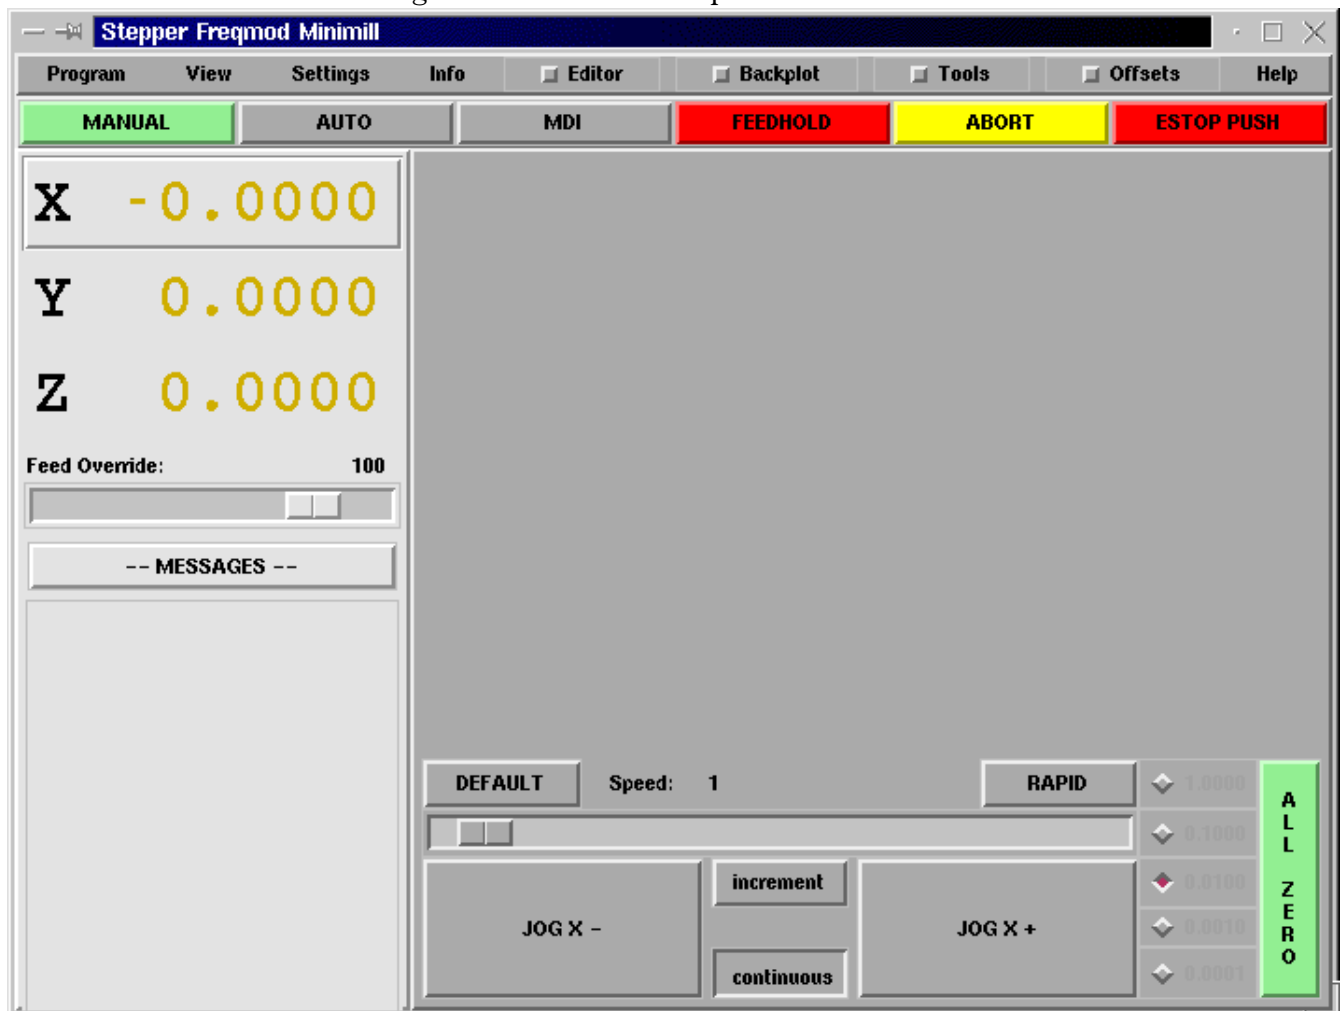 Stepper Freqmod Minimill
Program View Settings Info Editor Backplot Tools Offsets Help
MANUAL AUTO MDI FEEDHOLD ABORT ESTOP PUSH
X -0.0000
Y 0.0000
Z 0.0000
Feed Override: 100
-- MESSAGES --
DEFAULT Speed: 1 RAPID
1.0000
0.1000
0.0100
0.0010
0.0001
increment
JOG X - JOG X +
continuous
ALL ZERO